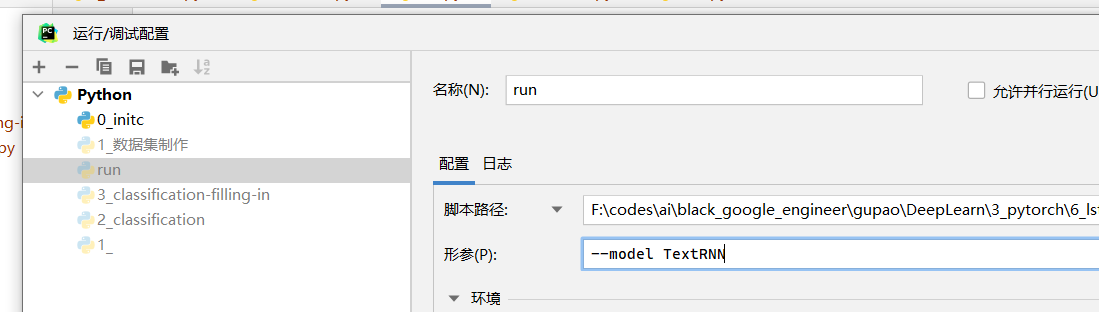 运行/调试配置
Python
0_initc
1_数据集制作
run
3_classification-filling-in
2_classification
1_
名称(N): run
允许并行运行(U
配置 日志
脚本路径: F:\codes\ai\black_google_engineer\gupao\DeepLearn\3_pytorch\6_ls
形参(P): --model TextRNN
环境
ng-i
py